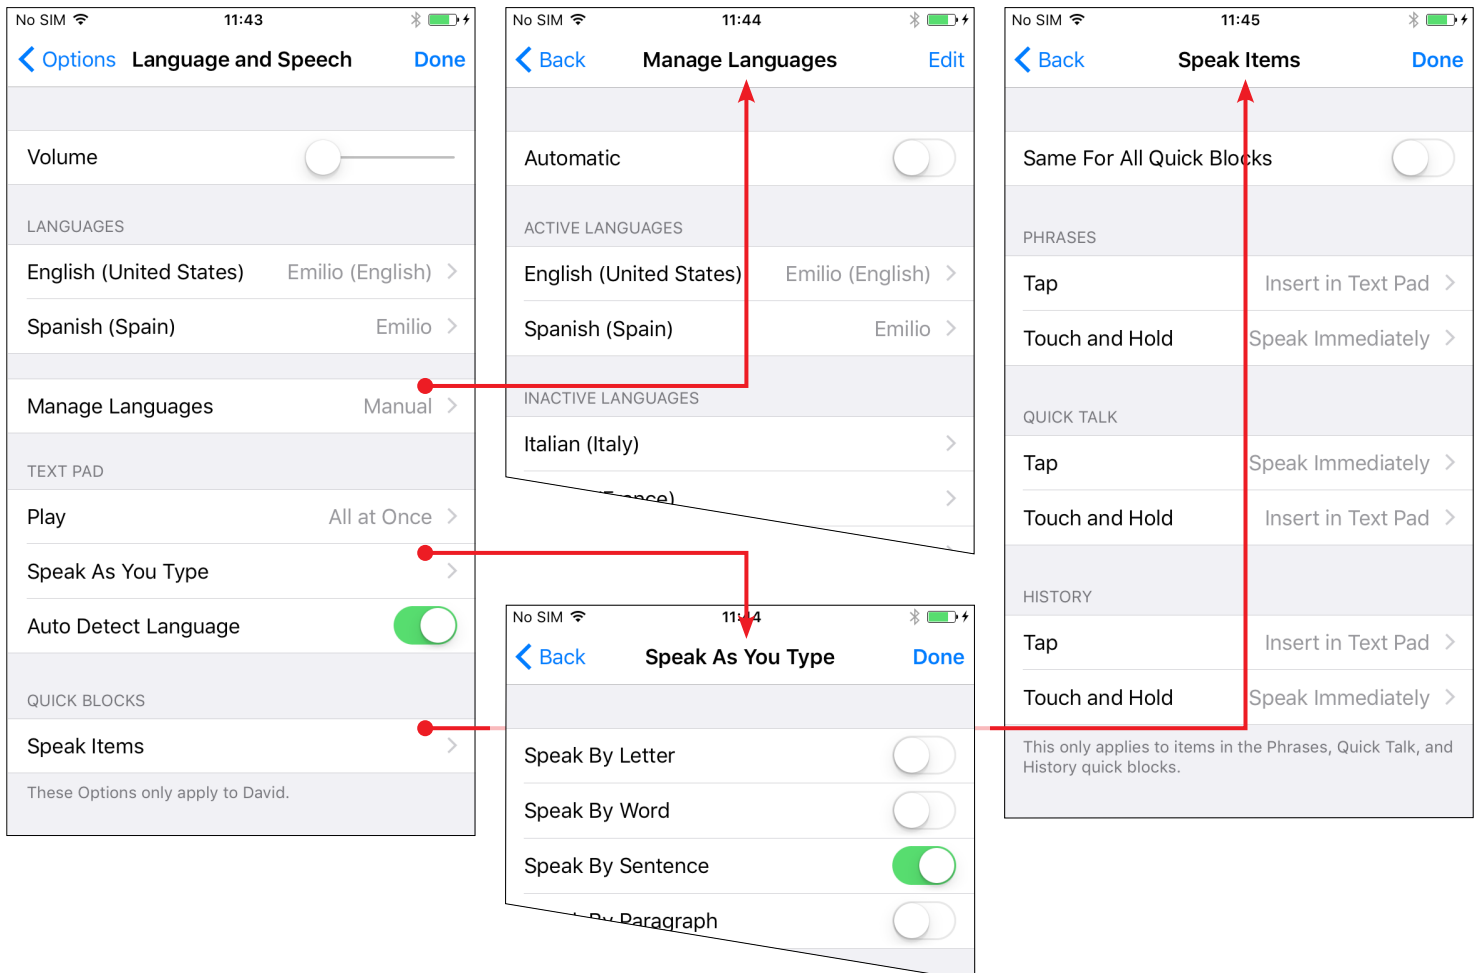 No SIM 11:43
Options Language and Speech Done
Volume
LANGUAGES
English (United States) Emilio (English)
Spanish (Spain) Emilio
Manage Languages Manual
TEXT PAD
Play All at Once
Speak As You Type
Auto Detect Language
QUICK BLOCKS
Speak Items
These Options only apply to David.
No SIM 11:44
Back Manage Languages Edit
Automatic
ACTIVE LANGUAGES
English (United States) Emilio (English)
Spanish (Spain) Emilio
INACTIVE LANGUAGES
Italian (Italy)
No SIM 11:44
Back Speak As You Type Done
Speak By Letter
Speak By Word
Speak By Sentence
By Paragraph
No SIM 11:45
Back Speak Items Done
Same For All Quick Blocks
PHRASES
Tap Insert in Text Pad
Touch and Hold Speak Immediately
QUICK TALK
Tap Speak Immediately
Touch and Hold Insert in Text Pad
HISTORY
Tap Insert in Text Pad
Touch and Hold Speak Immediately
This only applies to items in the Phrases, Quick Talk, and
History quick blocks.